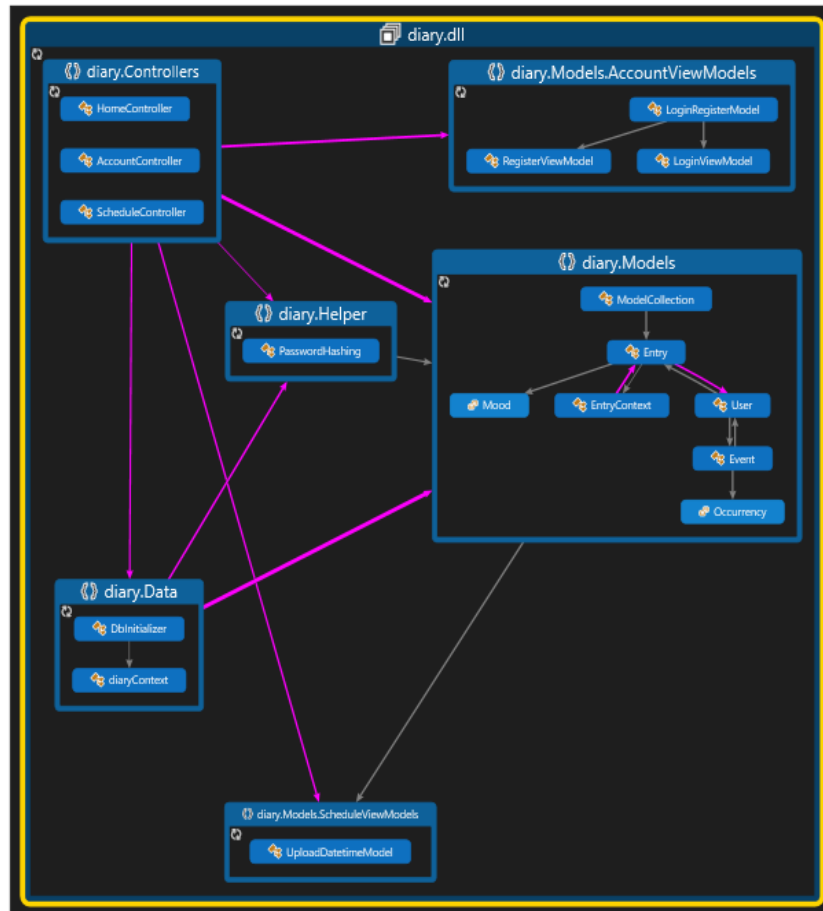 diary.dll
diary.Controllers
HomeController
AccountController
ScheduleController
diary.Models.AccountViewModels
LoginRegisterModel
RegisterViewModel
LoginViewModel
diary.Models
ModelCollection
Entry
Mood
EntryContext
User
Event
Occurrency
diary.Helper
PasswordHashing
diary.Data
DbInitializer
diaryContext
diary.Models.ScheduleViewModels
UploadDatetimeModel